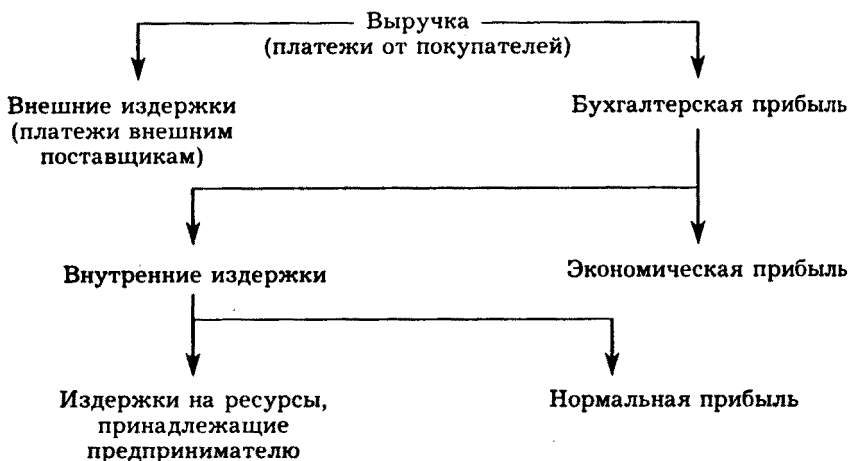 Выручка
(платежи от покупателей)
Внешние издержки
(платежи внешним
поставщикам)
Бухгалтерская прибыль
Внутренние издержки
Экономическая прибыль
Издержки на ресурсы,
принадлежащие
предпринимателю
Нормальная прибыль